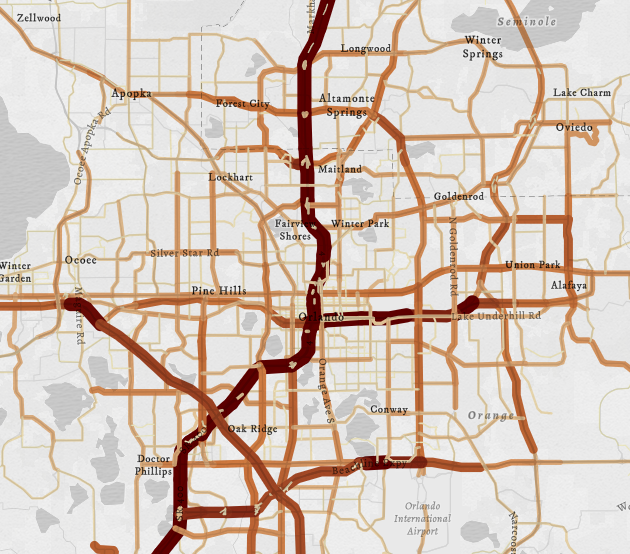 Zellwood
Seminole
Longwood
Winter
Springs
Apopka
Forest City
Altamonte
Springs
Lake Charm
Oviedo
Ocoee Apopka Rd
Maitland
Lockhart
Goldenrod
Fairview
Shores
Winter Park
N Goldenrod Rd
Silver Star Rd
Ocoee
Winter
Garden
Union Park
Pine Hills
Alafaya
Orlando
Lake Underhill Rd
Orange Ave S
Conway
Orange
Oak Ridge
Doctor
Phillips
Orlando
International
Airport